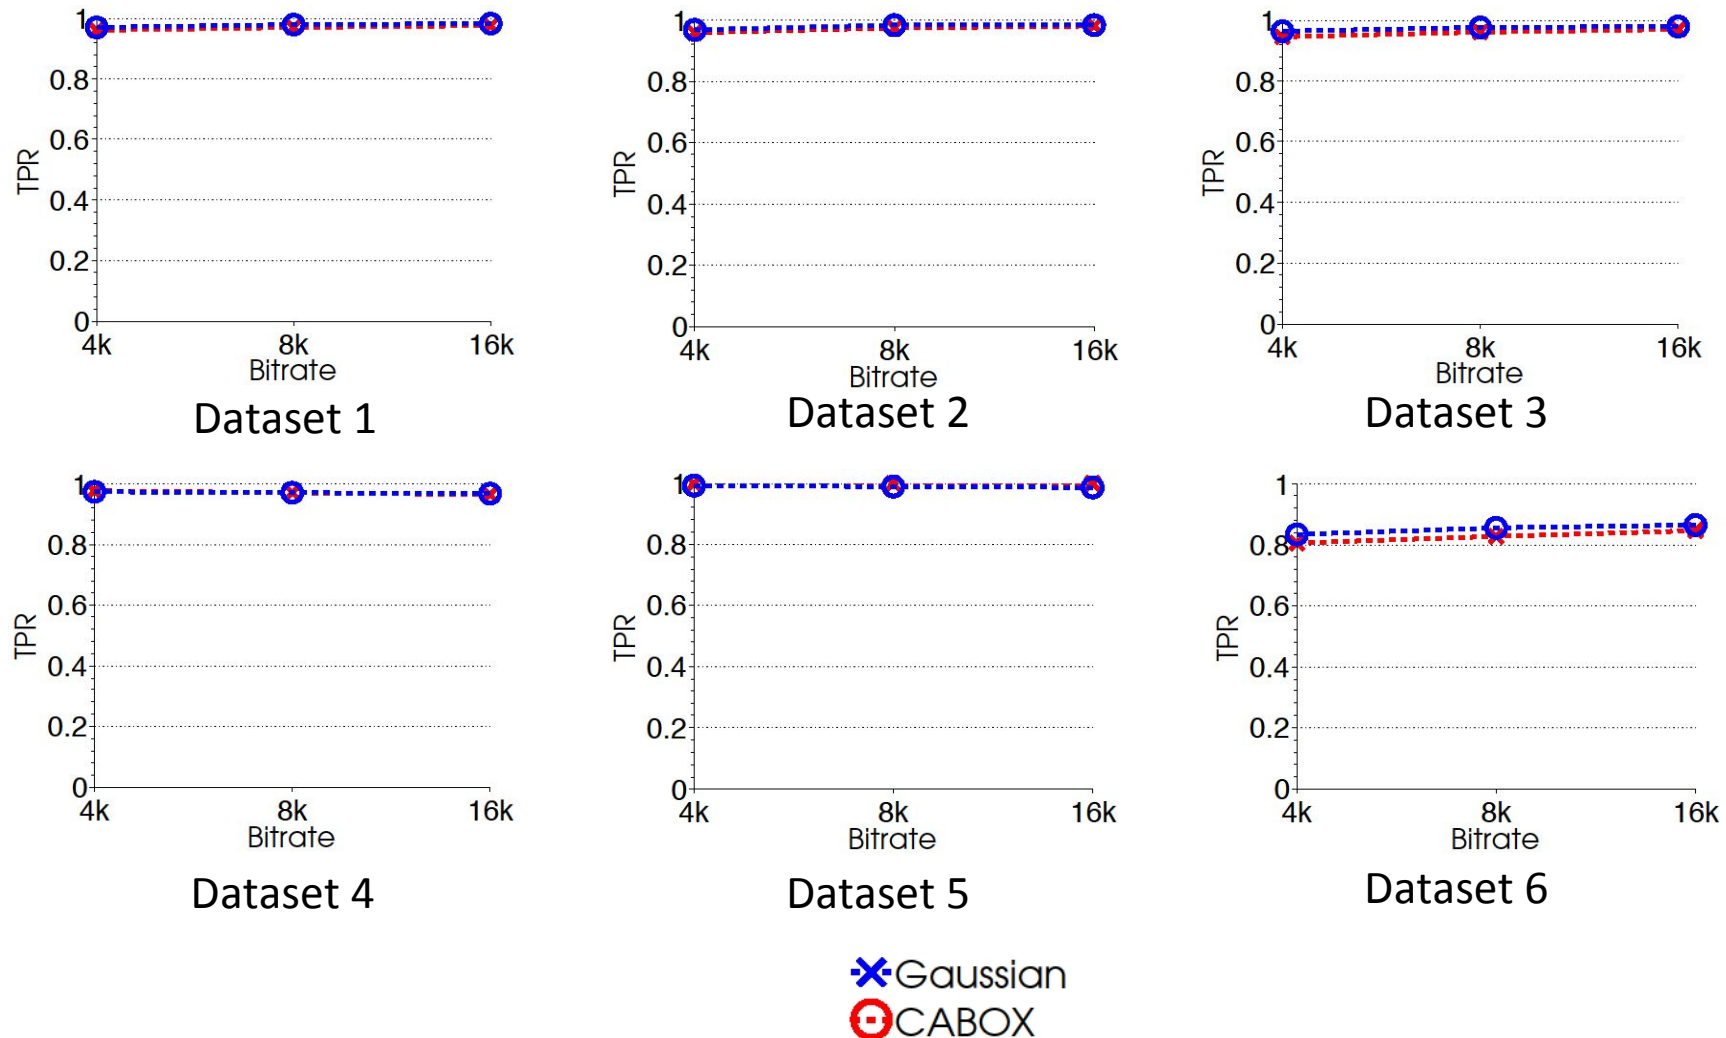 1
0.8
0.6
0.4
0.2
0
TPR
4k 8k 16k
Bitrate
Dataset 1
1
0.8
0.6
0.4
0.2
0
TPR
4k 8k 16k
Bitrate
Dataset 2
1
0.8
0.6
0.4
0.2
0
TPR
4k 8k 16k
Bitrate
Dataset 3
1
0.8
0.6
0.4
0.2
0
TPR
4k 8k 16k
Bitrate
Dataset 4
1
0.8
0.6
0.4
0.2
0
TPR
4k 8k 16k
Bitrate
Dataset 5
1
0.8
0.6
0.4
0.2
0
TPR
4k 8k 16k
Bitrate
Dataset 6
Gaussian
CABOX